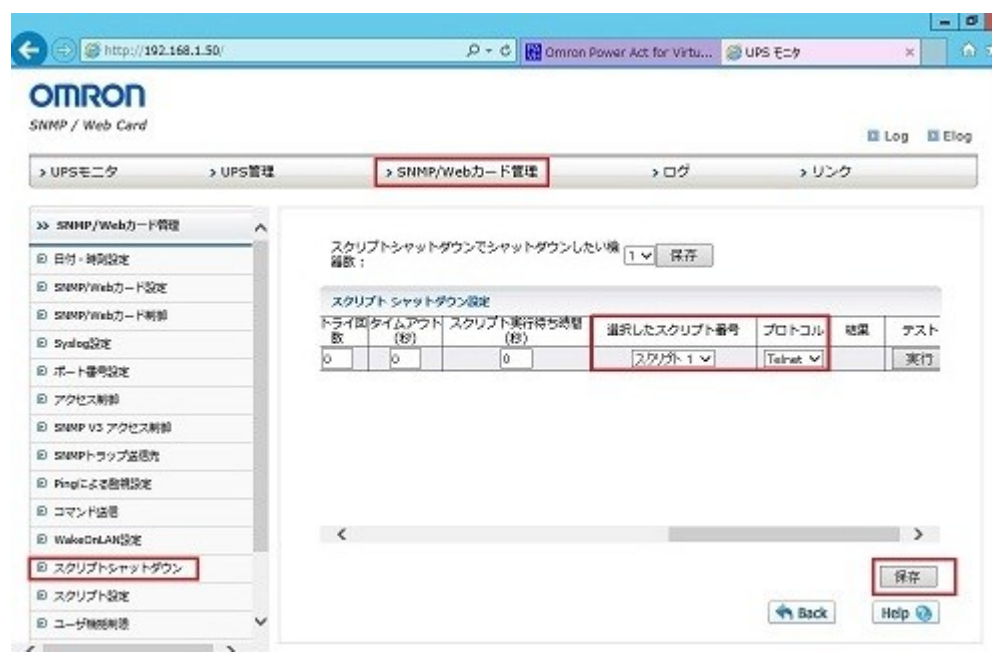 http://192.168.1.50/
Omron Power Act for Virtu...
UPS モニタ
OMRON
SNMP / Web Card
Log
Elog
UPSモニタ
UPS管理
SNMP/Webカード管理
ログ
リンク
SNMP/Webカード管理
日付・時刻設定
SNMP/Webカード設定
SNMP/Webカード制御
Syslog設定
ポート番号設定
アクセス制御
SNMP V3 アクセス制御
SNMPトラップ送信先
Pingによる監視設定
コマンド送信
WakeOnLAN設定
スクリプトシャットダウン
スクリプト設定
ユーザ機能制限
スクリプトシャットダウンでシャットダウンしたい機
器数：
1
保存
スクリプト シャットダウン設定
トライ回
数
タイムアウト
(秒)
スクリプト実行待ち時間
(秒)
選択したスクリプト番号
プロトコル
結果
テスト
0
0
0
スクリプト 1
Telnet
実行
保存
Back
Help